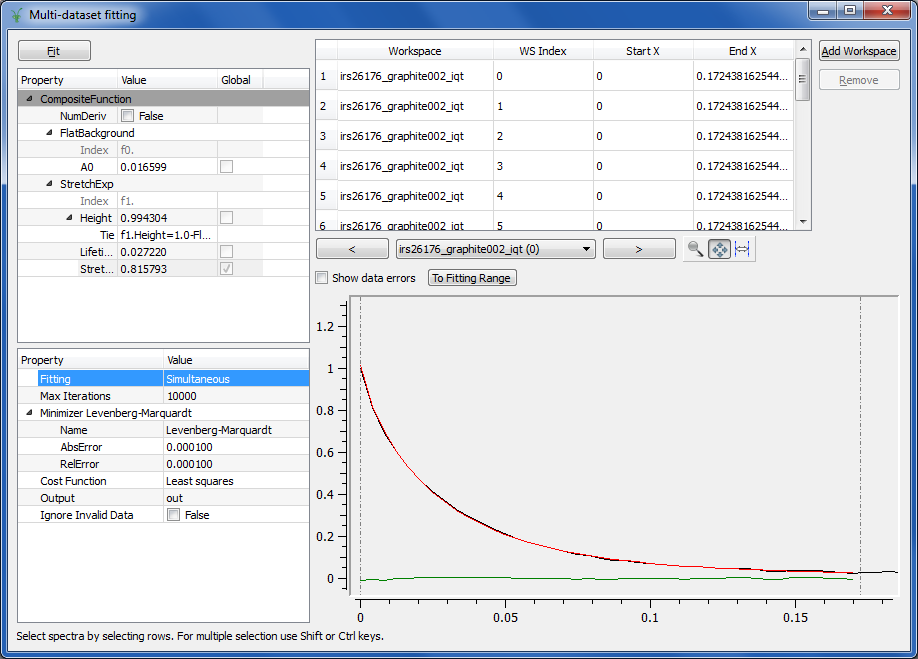 Multi-dataset fitting
Fit
Property Value Global
CompositeFunction
NumDeriv False
FlatBackground
Index f0.
A0 0.016599
StretchExp
Index f1.
Height 0.994304
Tie f1.Height=1.0-Fl...
Lifeti... 0.027220
Stret... 0.815793
Property Value
Fitting Simultaneous
Max Iterations 10000
Minimizer Levenberg-Marquardt
Name Levenberg-Marquardt
AbsError 0.000100
RelError 0.000100
Cost Function Least squares
Output out
Ignore Invalid Data False
Workspace WS Index Start X End X
1 irs26176_graphite002_iqt 0 0 0.172438162544...
2 irs26176_graphite002_iqt 1 0 0.172438162544...
3 irs26176_graphite002_iqt 2 0 0.172438162544...
4 irs26176_graphite002_iqt 3 0 0.172438162544...
5 irs26176_graphite002_iqt 4 0 0.172438162544...
6 irs26176_graphite002_iqt 5 0 0.172438162544...
Add Workspace
Remove
< irs26176_graphite002_iqt (0) >
Show data errors To Fitting Range
1.2
1
0.8
0.6
0.4
0.2
0
0 0.05 0.1 0.15
Select spectra by selecting rows. For multiple selection use Shift or Ctrl keys.